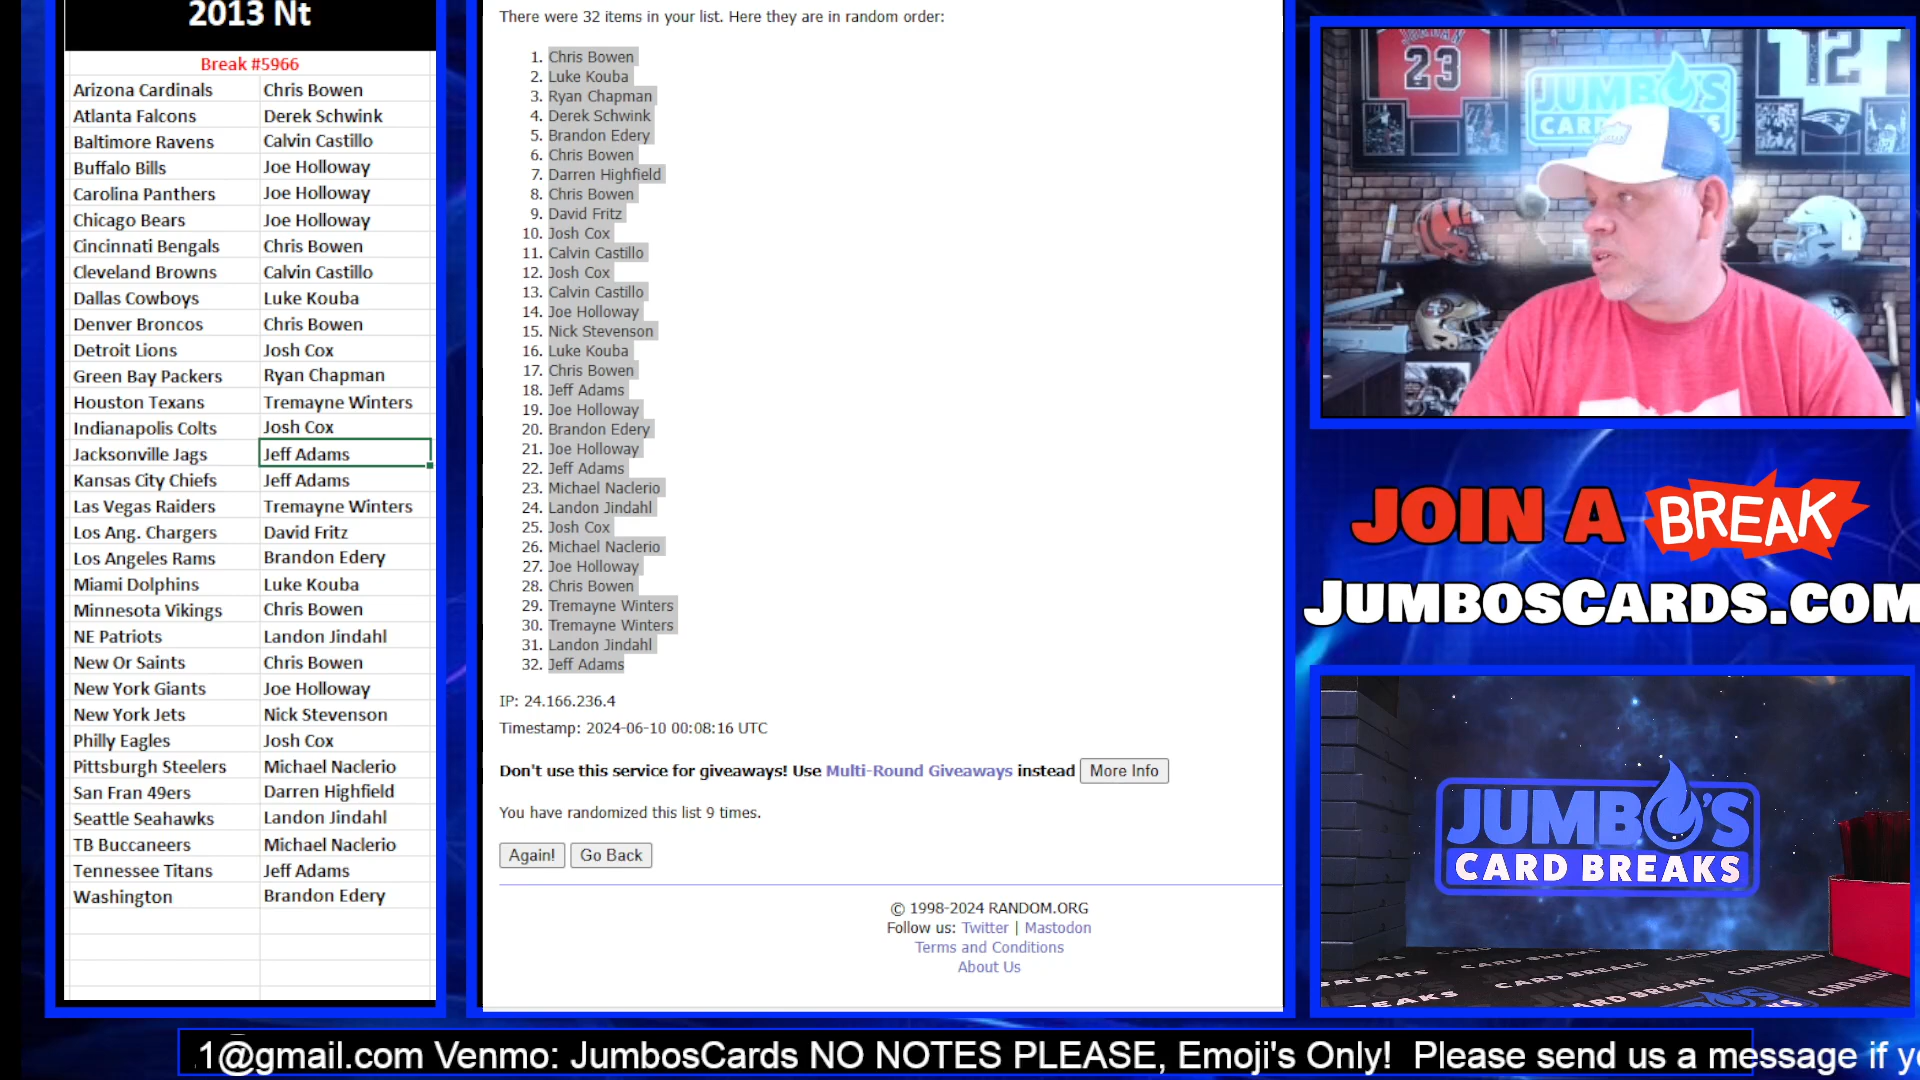 2013 Nt
Break #5966
Arizona Cardinals Chris Bowen
Atlanta Falcons Derek Schwink
Baltimore Ravens Calvin Castillo
Buffalo Bills Joe Holloway
Carolina Panthers Joe Holloway
Chicago Bears Joe Holloway
Cincinnati Bengals Chris Bowen
Cleveland Browns Calvin Castillo
Dallas Cowboys Luke Kouba
Denver Broncos Chris Bowen
Detroit Lions Josh Cox
Green Bay Packers Ryan Chapman
Houston Texans Tremayne Winters
Indianapolis Colts Josh Cox
Jacksonville Jags Jeff Adams
Kansas City Chiefs Jeff Adams
Las Vegas Raiders Tremayne Winters
Los Ang. Chargers David Fritz
Los Angeles Rams Brandon Edery
Miami Dolphins Luke Kouba
Minnesota Vikings Chris Bowen
NE Patriots Landon Jindahl
New Or Saints Chris Bowen
New York Giants Joe Holloway
New York Jets Nick Stevenson
Philly Eagles Josh Cox
Pittsburgh Steelers Michael Naclerio
San Fran 49ers Darren Highfield
Seattle Seahawks Landon Jindahl
TB Buccaneers Michael Naclerio
Tennessee Titans Jeff Adams
Washington Brandon Edery
There were 32 items in your list. Here they are in random order:
1. Chris Bowen
2. Luke Kouba
3. Ryan Chapman
4. Derek Schwink
5. Brandon Edery
6. Chris Bowen
7. Darren Highfield
8. Chris Bowen
9. David Fritz
10. Josh Cox
11. Calvin Castillo
12. Josh Cox
13. Calvin Castillo
14. Joe Holloway
15. Nick Stevenson
16. Luke Kouba
17. Chris Bowen
18. Jeff Adams
19. Joe Holloway
20. Brandon Edery
21. Joe Holloway
22. Jeff Adams
23. Michael Naclerio
24. Landon Jindahl
25. Josh Cox
26. Michael Naclerio
27. Joe Holloway
28. Chris Bowen
29. Tremayne Winters
30. Tremayne Winters
31. Landon Jindahl
32. Jeff Adams
IP: 24.166.236.4
Timestamp: 2024-06-10 00:08:16 UTC
Don't use this service for giveaways! Use Multi-Round Giveaways instead More Info
You have randomized this list 9 times.
Again! Go Back
© 1998-2024 RANDOM.ORG
Follow us: Twitter | Mastodon
Terms and Conditions
About Us
JORDAN
23
12
JUMBO'S
CARD BREAKS
JOIN A BREAK
JUMBOSCARDS.COM
JUMBO'S
CARD BREAKS
CARD BREAKS
CARD BREAKS
1@gmail.com Venmo: JumbosCards NO NOTES PLEASE, Emoji's Only! Please send us a message if